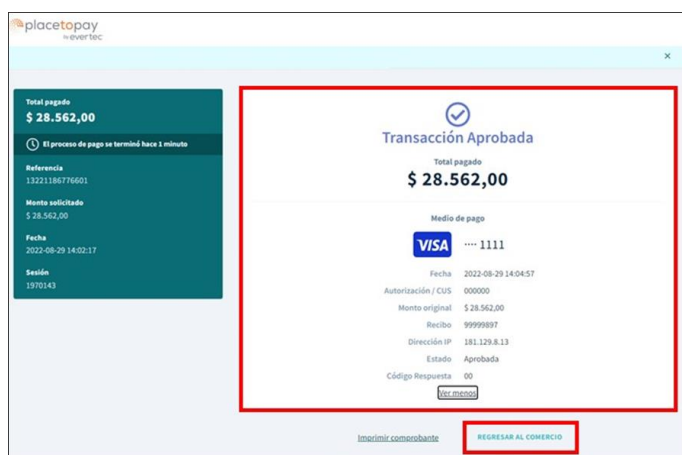 placetopay
by evertec
×
Total pagado
$ 28.562,00
El proceso de pago se terminó hace 1 minuto
Referencia
13221186776601
Monto solicitado
$ 28.562,00
Fecha
2022-08-29 14:02:17
Sesión
1970143
Transacción Aprobada
Total pagado
$ 28.562,00
Medio de pago
VISA ···· 1111
Fecha 2022-08-29 14:04:57
Autorización / CUS 000000
Monto original $ 28.562,00
Recibo 99999897
Dirección IP 181.129.8.13
Estado Aprobada
Código Respuesta 00
Ver menos
Imprimir comprobante REGRESAR AL COMERCIO